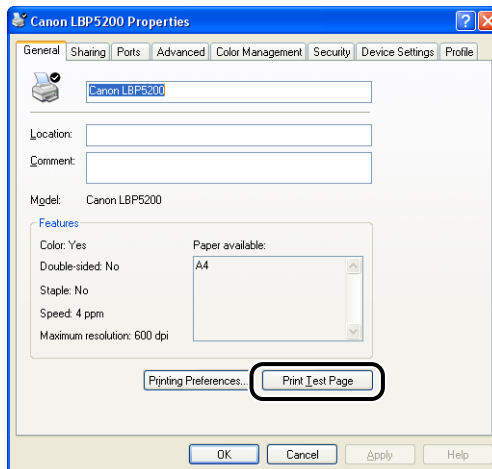 Canon LBP5200 Properties
General Sharing Ports Advanced Color Management Security Device Settings Profile
Canon LBP5200
Location:
Comment:
Model: Canon LBP5200
Features
Color: Yes Paper available:
Double-sided: No A4
Staple: No
Speed: 4 ppm
Maximum resolution: 600 dpi
Printing Preferences... Print Test Page
OK Cancel Apply Help